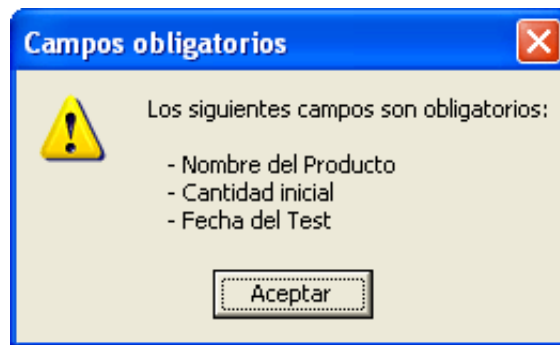 Campos obligatorios
Los siguientes campos son obligatorios:
- Nombre del Producto
- Cantidad inicial
- Fecha del Test
Aceptar